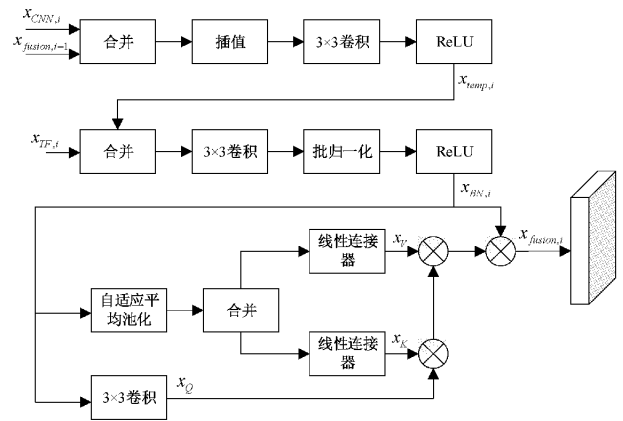 x_{CNN,i}
x_{fusion,i-1}
合并
插值
3×3卷积
ReLU
x_{temp,i}
x_{TF,i}
合并
3×3卷积
批归一化
ReLU
x_{BN,i}
线性连接
器
x_V
x_{fusion,i}
自适应平
均池化
合并
线性连接
器
x_K
3×3卷积
x_Q